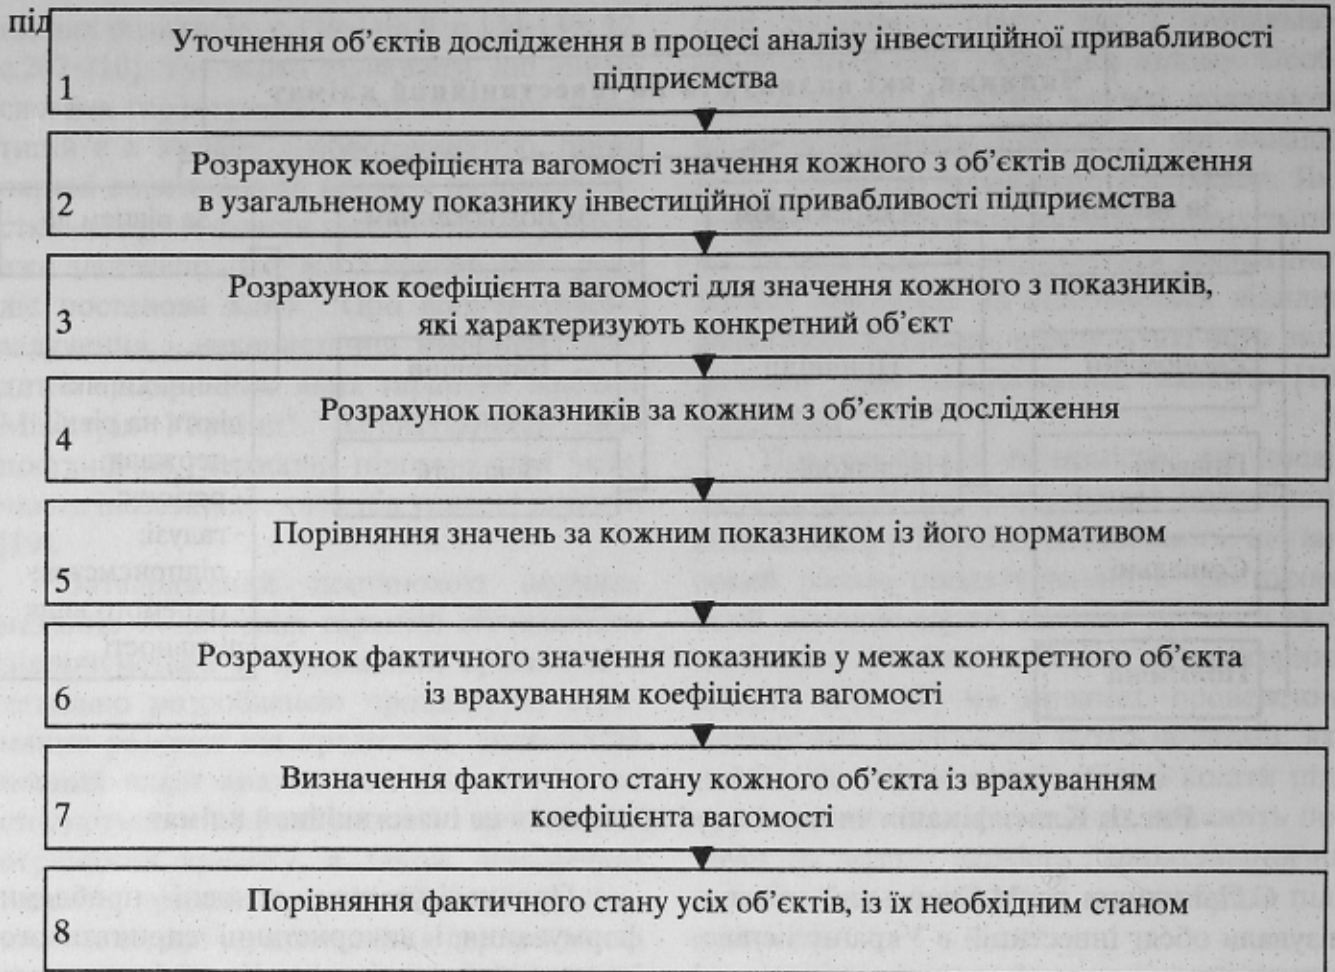 під
Уточнення об’єктів дослідження в процесі аналізу інвестиційної привабливості
підприємства
1
Розрахунок коефіцієнта вагомості значення кожного з об’єктів дослідження
в узагальненому показнику інвестиційної привабливості підприємства
2
Розрахунок коефіцієнта вагомості для значення кожного з показників,
які характеризують конкретний об’єкт
3
Розрахунок показників за кожним з об’єктів дослідження
4
Порівняння значень за кожним показником із його нормативом
5
Розрахунок фактичного значення показників у межах конкретного об’єкта
із врахуванням коефіцієнта вагомості
6
Визначення фактичного стану кожного об’єкта із врахуванням
коефіцієнта вагомості
7
Порівняння фактичного стану усіх об’єктів, із їх необхідним станом
8